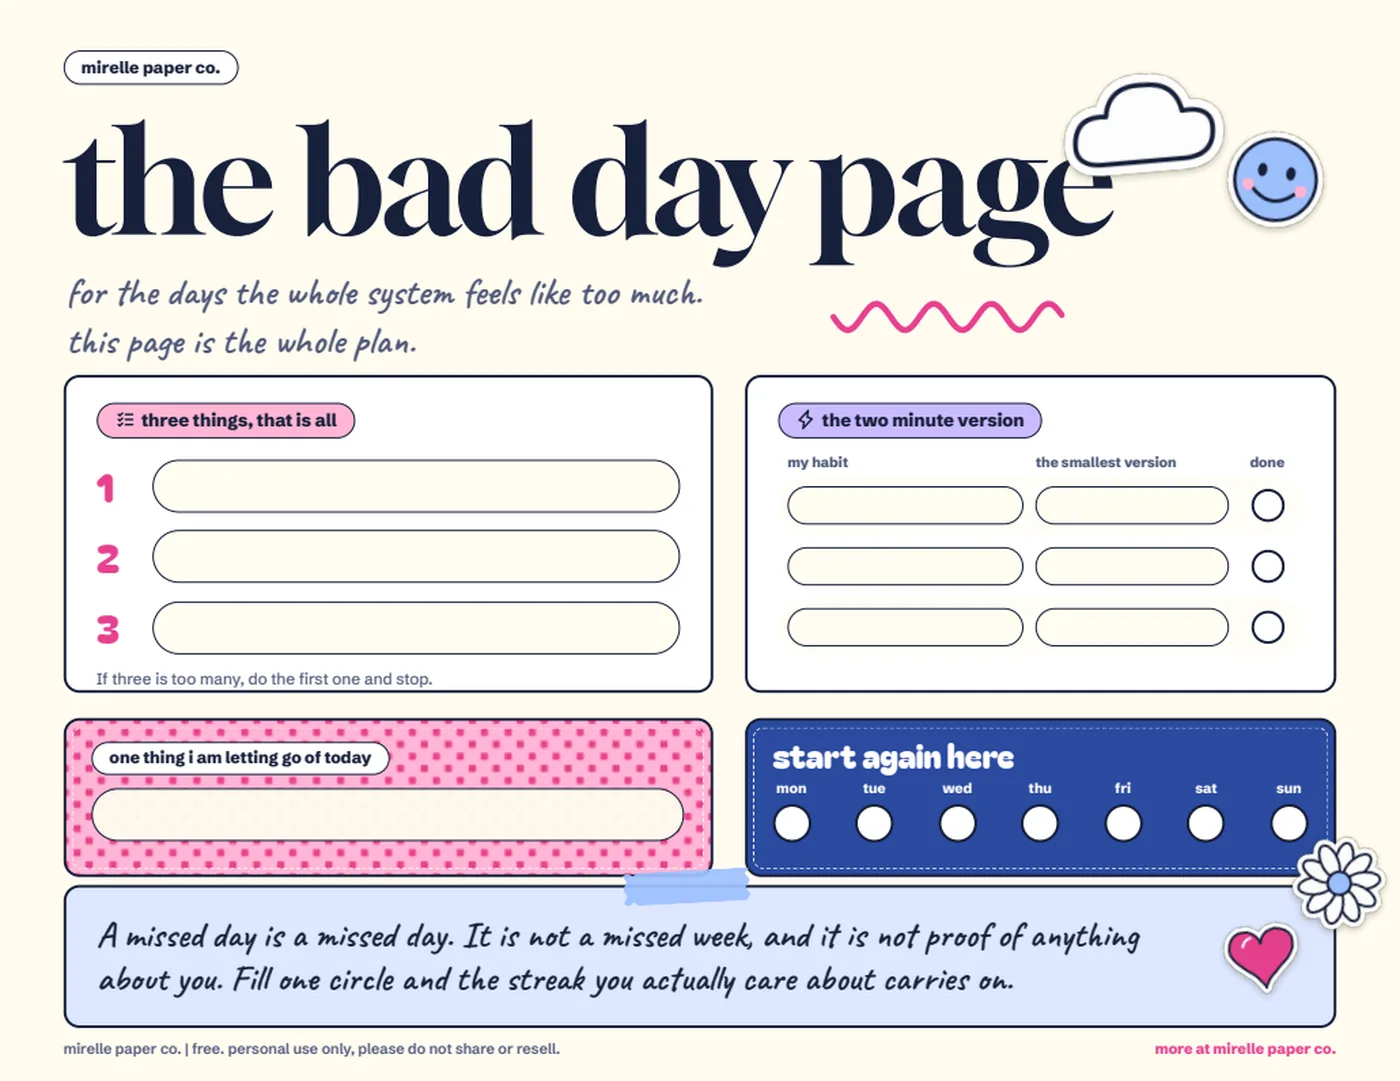 mirelle paper co.
the bad day page
for the days the whole system feels like too much.
this page is the whole plan.
three things, that is all
1
2
3
If three is too many, do the first one and stop.
the two minute version
my habit the smallest version done
one thing i am letting go of today
start again here
mon tue wed thu fri sat sun
A missed day is a missed day. It is not a missed week, and it is not proof of anything
about you. Fill one circle and the streak you actually care about carries on.
mirelle paper co. | free. personal use only, please do not share or resell.
more at mirelle paper co.